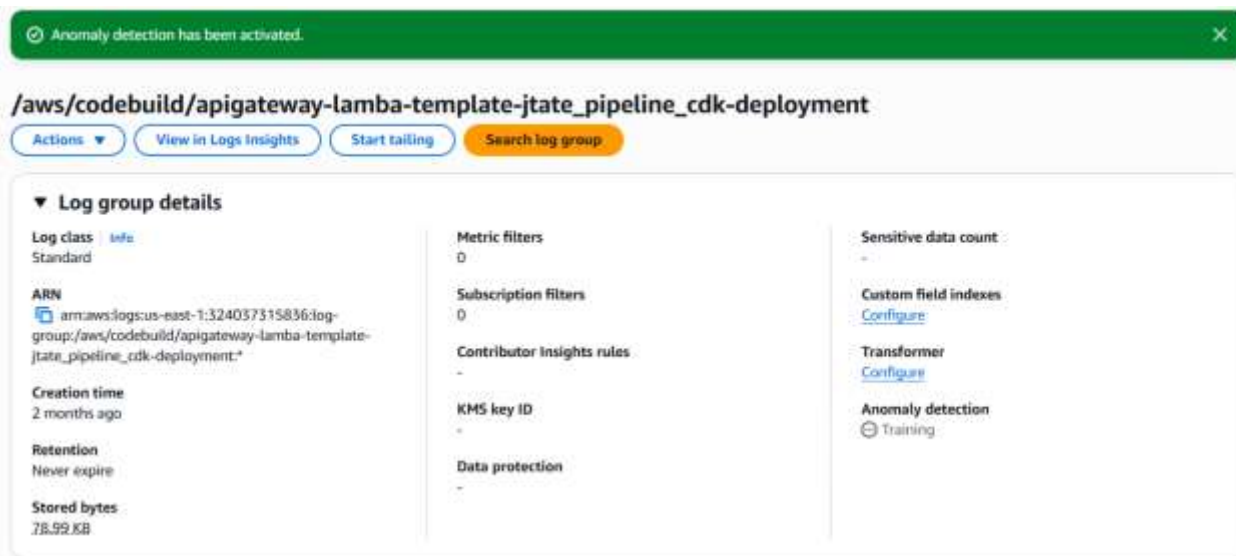 Anomaly detection has been activated.
/aws/codebuild/apigateway-lamba-template-jtate_pipeline_cdk-deployment
Actions
View in Logs Insights
Start tailing
Search log group
Log group details
Log class Info
Standard
ARN
arn:aws:logs:us-east-1:324037315836:log-
group:/aws/codebuild/apigateway-lamba-template-
jtate_pipeline_cdk-deployment:*
Creation time
2 months ago
Retention
Never expire
Stored bytes
78.99 KB
Metric filters
0
Subscription filters
0
Contributor Insights rules
-
KMS key ID
-
Data protection
-
Sensitive data count
-
Custom field indexes
Configure
Transformer
Configure
Anomaly detection
Training